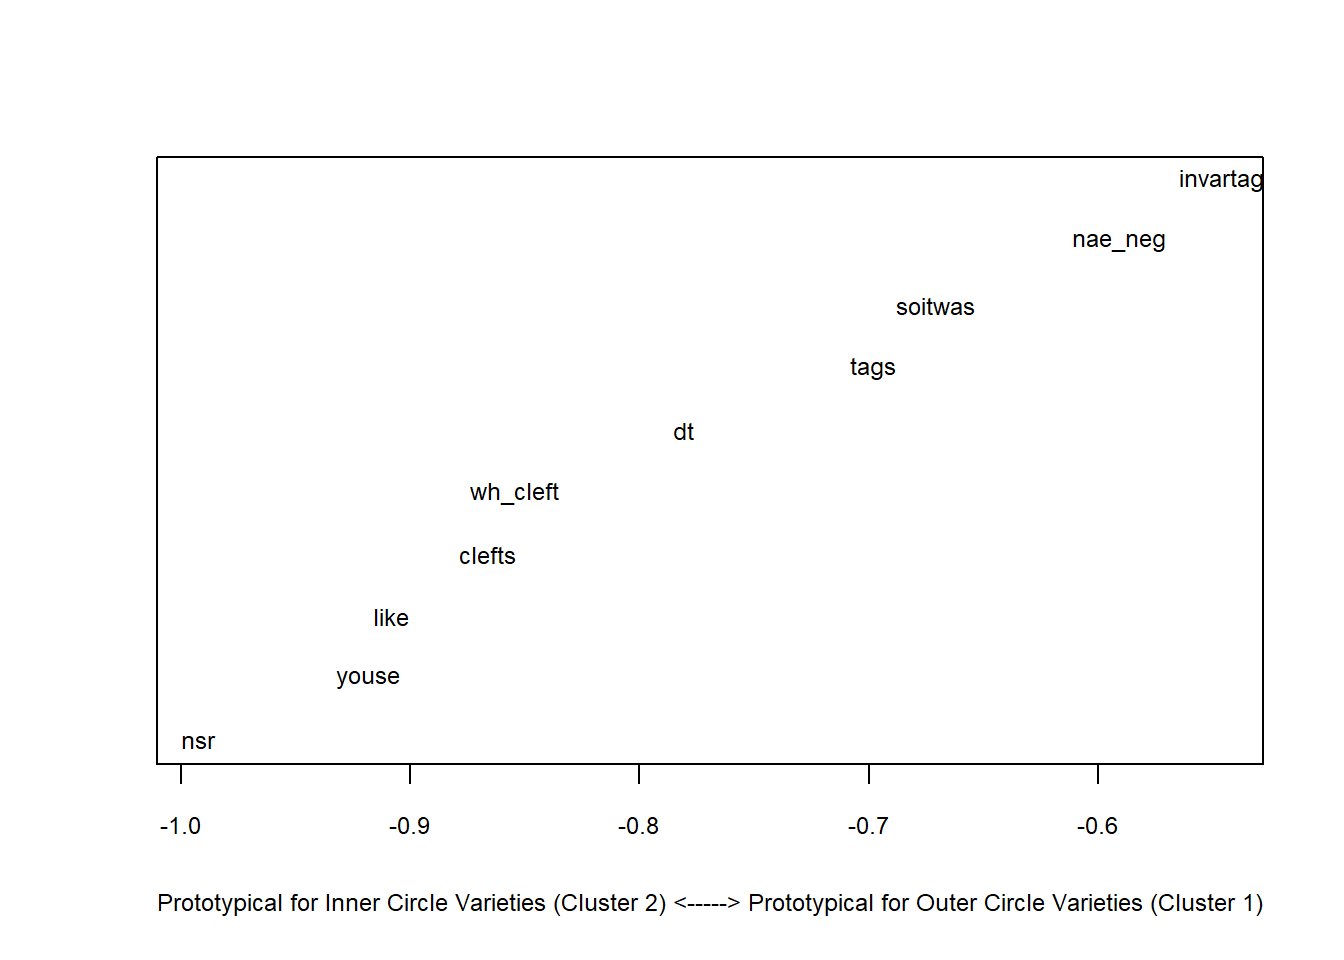 invartag
nae_neg
soitwas
tags
dt
wh_cleft
clefts
like
youse
nsr
-1.0 -0.9 -0.8 -0.7 -0.6
Prototypical for Inner Circle Varieties (Cluster 2) <-----> Prototypical for Outer Circle Varieties (Cluster 1)